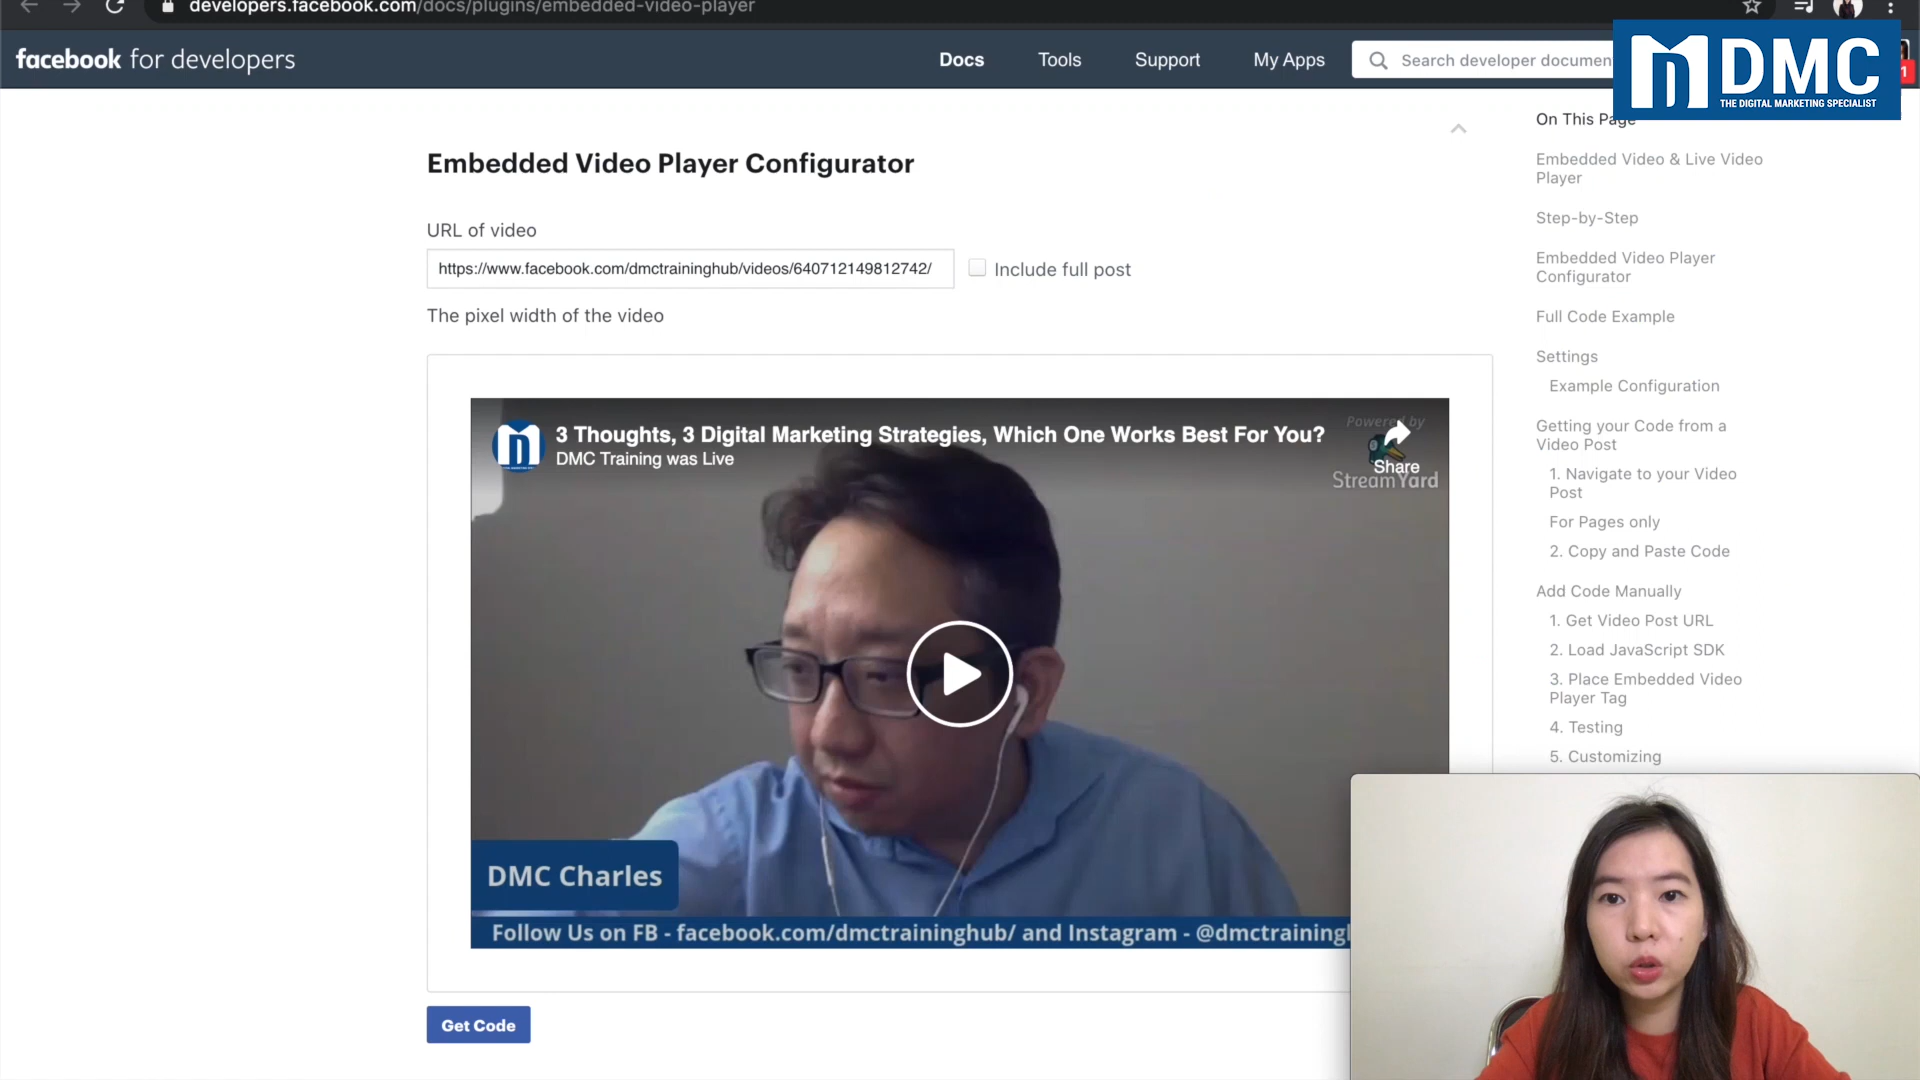 developers.facebook.com/docs/plugins/embedded-video-player
facebook for developers
Docs
Tools
Support
My Apps
Search developer documen
1
DMC
THE DIGITAL MARKETING SPECIALIST
Embedded Video Player Configurator
URL of video
https://www.facebook.com/dmctraininghub/videos/640712149812742/
Include full post
The pixel width of the video
3 Thoughts, 3 Digital Marketing Strategies, Which One Works Best For You?
DMC Training was Live
Powered by
Share
StreamYard
DMC Charles
Follow Us on FB - facebook.com/dmctraininghub/ and Instagram - @dmctraining
Get Code
On This Page
Embedded Video & Live Video
Player
Step-by-Step
Embedded Video Player
Configurator
Full Code Example
Settings
Example Configuration
Getting your Code from a
Video Post
1. Navigate to your Video
Post
For Pages only
2. Copy and Paste Code
Add Code Manually
1. Get Video Post URL
2. Load JavaScript SDK
3. Place Embedded Video
Player Tag
4. Testing
5. Customizing